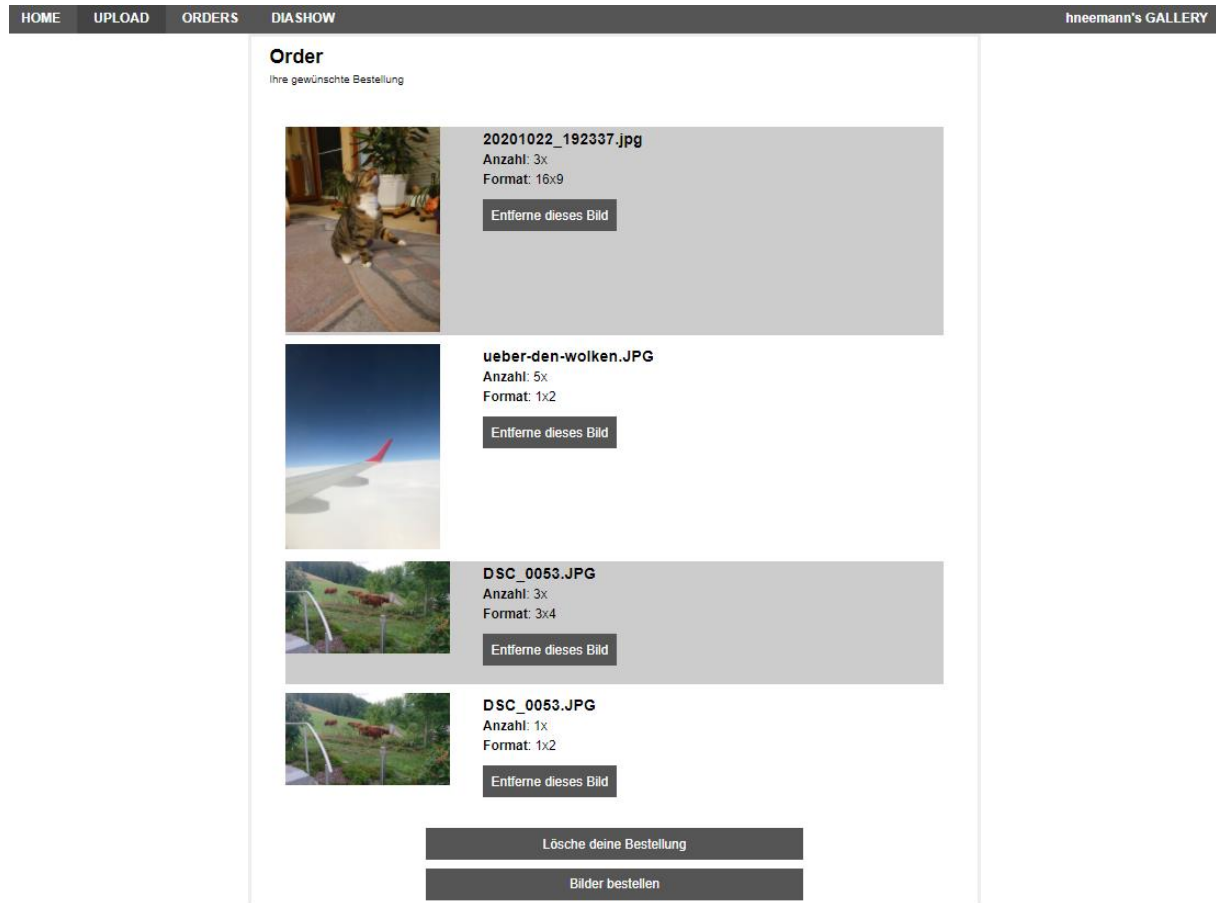 HOME UPLOAD ORDERS DIASHOW hneemann's GALLERY
Order
Ihre gewünschte Bestellung
20201022_192337.jpg
Anzahl: 3x
Format: 16x9
Entferne dieses Bild
ueber-den-wolken.JPG
Anzahl: 5x
Format: 1x2
Entferne dieses Bild
DSC_0053.JPG
Anzahl: 3x
Format: 3x4
Entferne dieses Bild
DSC_0053.JPG
Anzahl: 1x
Format: 1x2
Entferne dieses Bild
Lösche deine Bestellung
Bilder bestellen